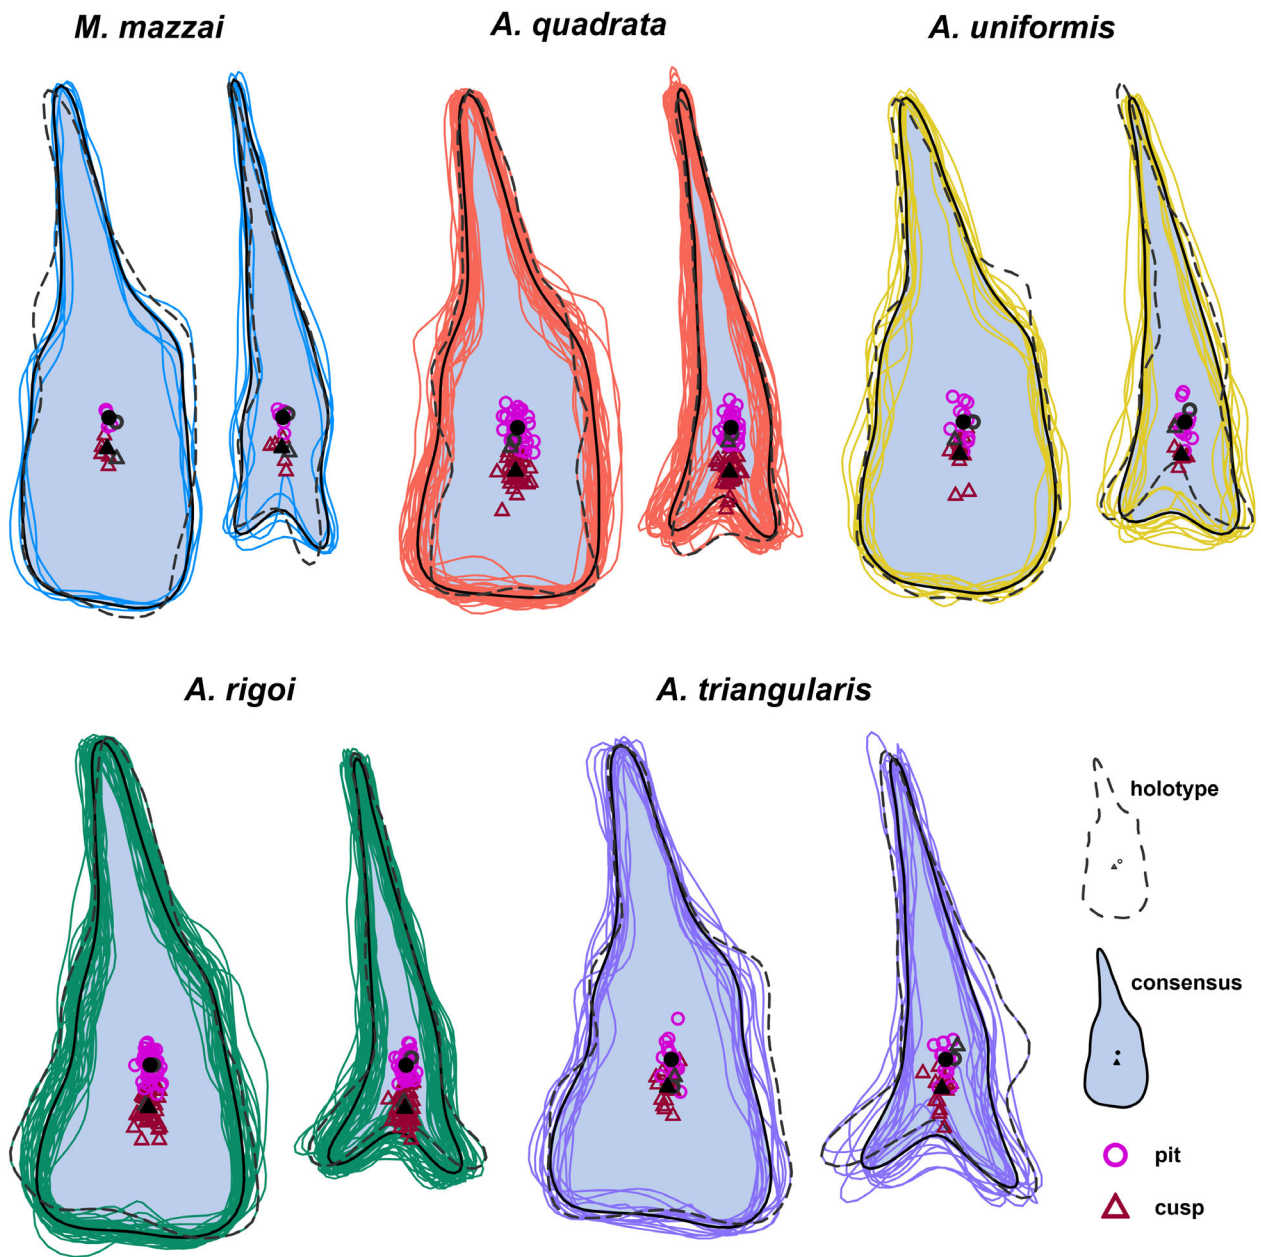 M. mazzai
A. quadrata
A. uniformis
A. rigoi
A. triangularis
holotype
consensus
pit
cusp